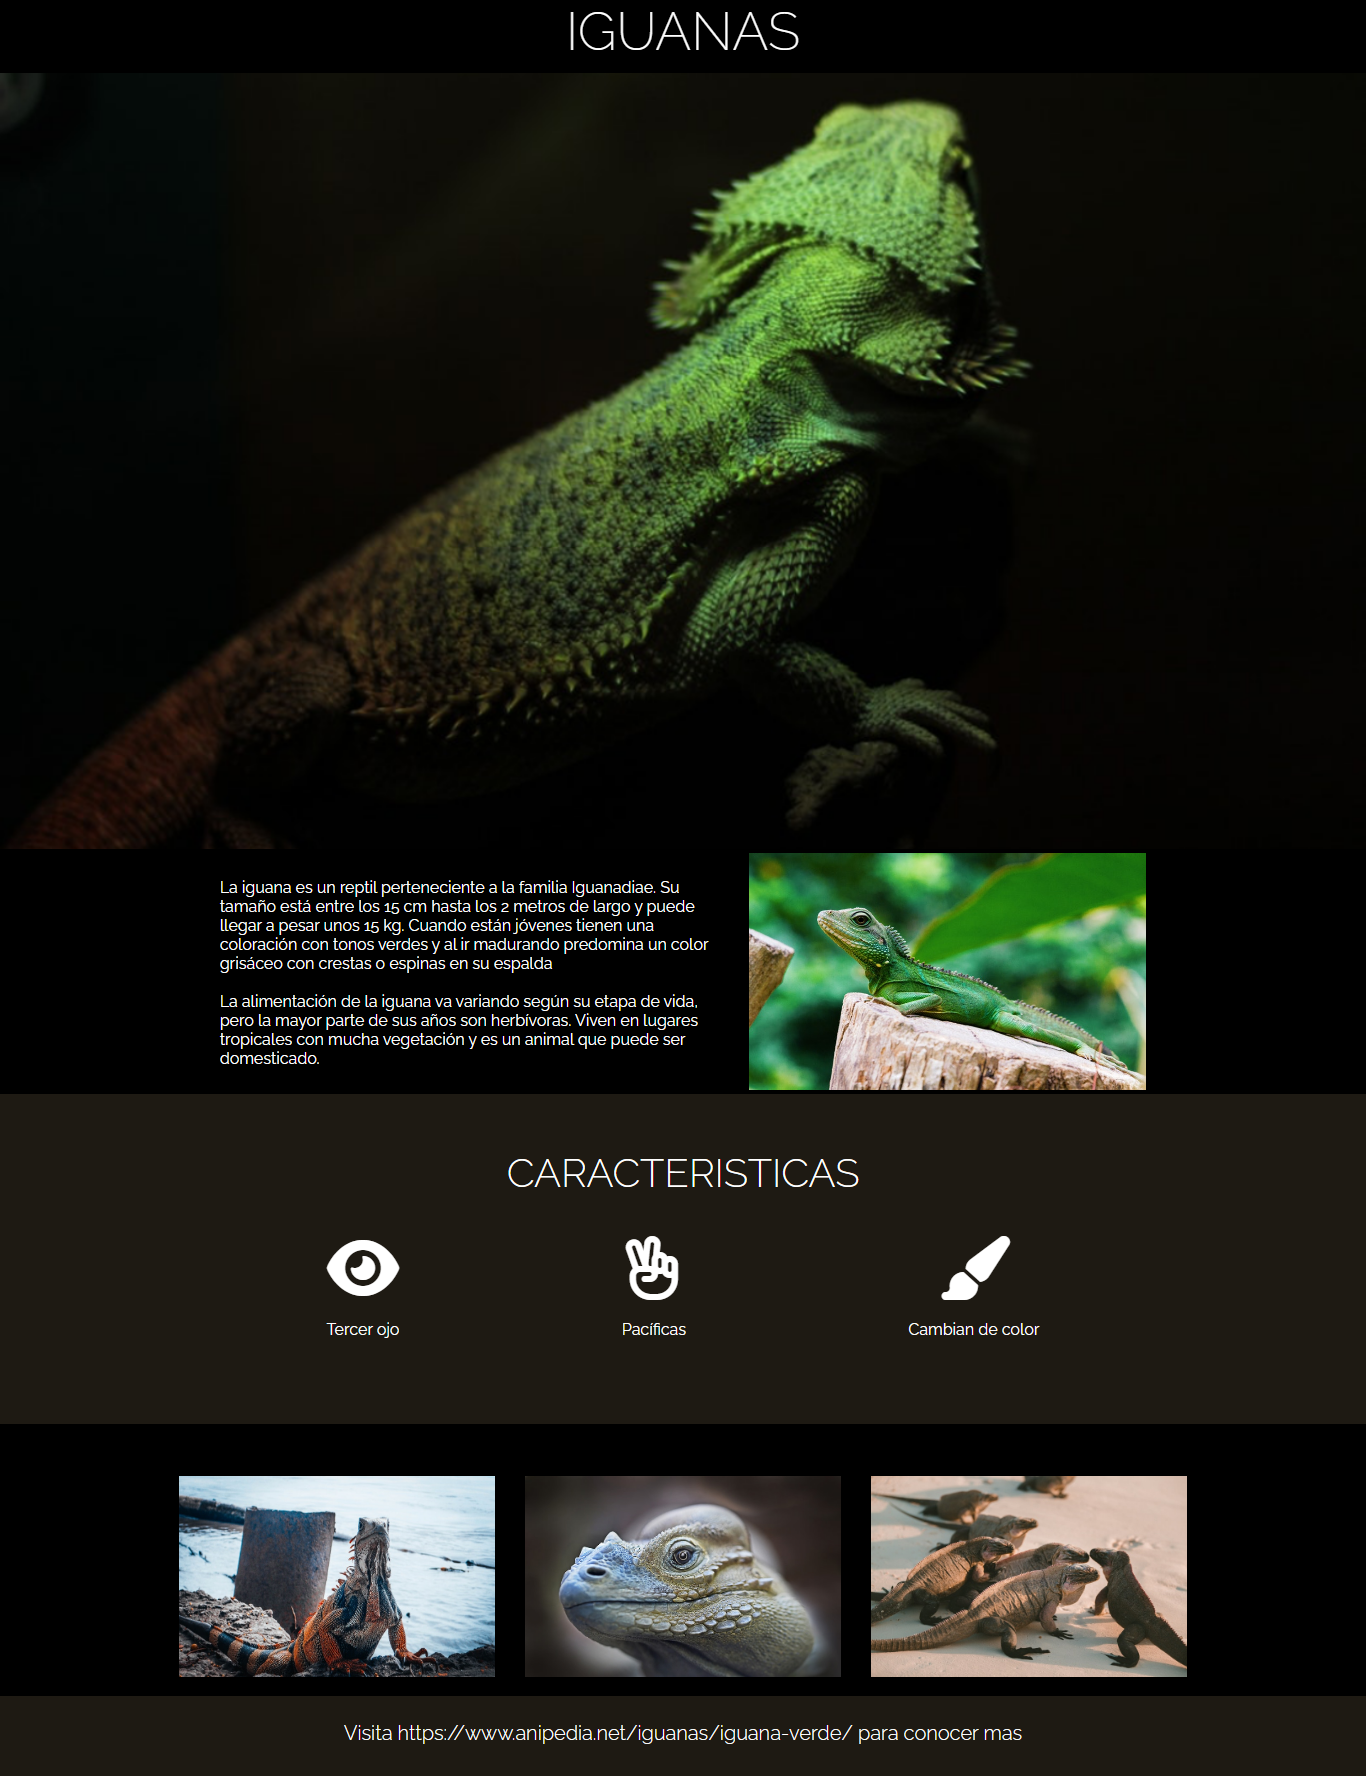 IGUANAS
La iguana es un reptil perteneciente a la familia Iguanadiae. Su
tamaño está entre los 15 cm hasta los 2 metros de largo y puede
llegar a pesar unos 15 kg. Cuando están jóvenes tienen una
coloración con tonos verdes y al ir madurando predomina un color
grisáceo con crestas o espinas en su espalda
La alimentación de la iguana va variando según su etapa de vida,
pero la mayor parte de sus años son herbívoras. Viven en lugares
tropicales con mucha vegetación y es un animal que puede ser
domesticado.
CARACTERISTICAS
Tercer ojo
Pacíficas
Cambian de color
Visita https://www.anipedia.net/iguanas/iguana-verde/ para conocer mas